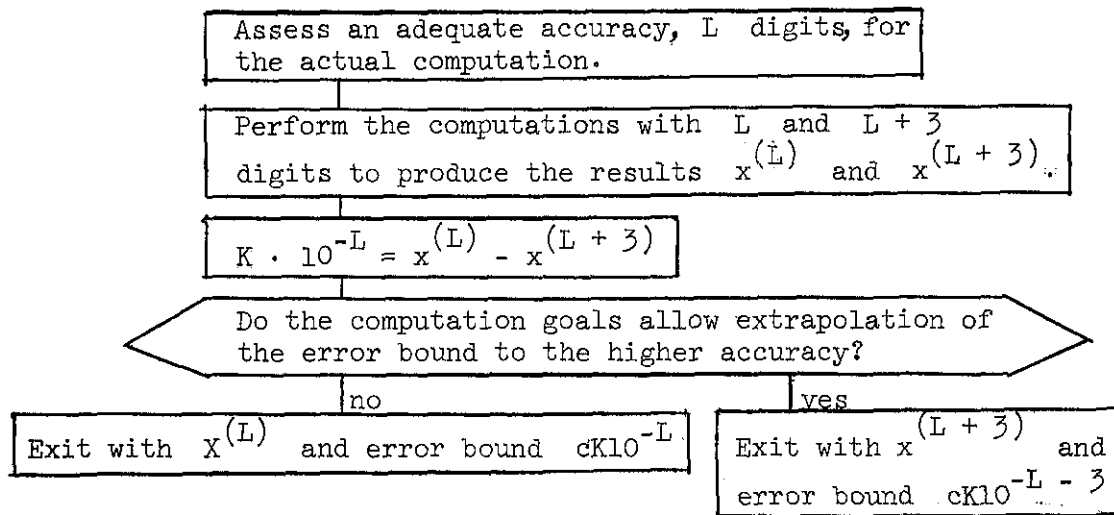 Assess an adequate accuracy, L digits, for
the actual computation.
Perform the computations with L and L + 3
digits to produce the results x^(L) and x^(L + 3).
K · 10^-L = x^(L) - x^(L + 3)
Do the computation goals allow extrapolation of
the error bound to the higher accuracy?
no
yes
Exit with X^(L) and error bound cK10^-L
Exit with x^(L + 3) and
error bound cK10^-L - 3